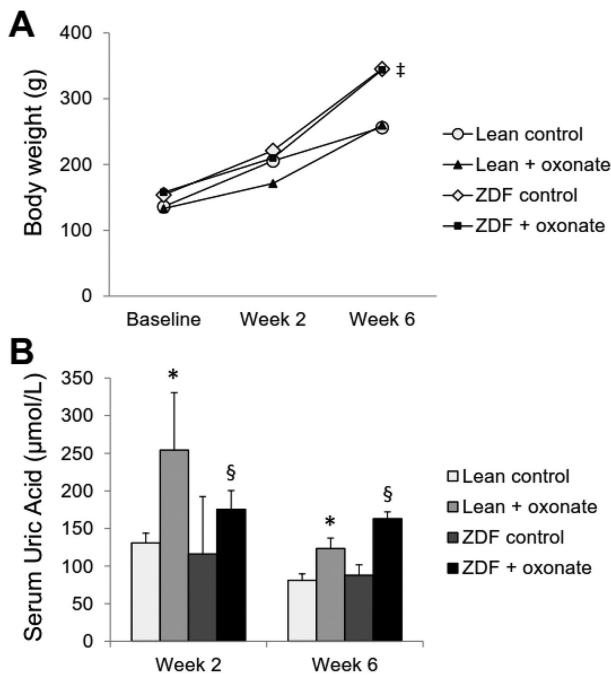 A
Body weight (g)
400
300
200
100
0
Baseline Week 2 Week 6
‡
Lean control
Lean + oxonate
ZDF control
ZDF + oxonate
B
Serum Uric Acid (μmol/L)
350
300
250
200
150
100
50
0
* § * §
Week 2 Week 6
Lean control
Lean + oxonate
ZDF control
ZDF + oxonate